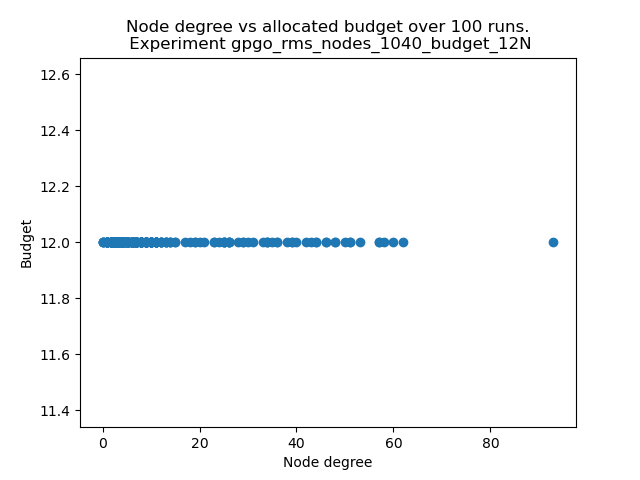 Node degree vs allocated budget over 100 runs.
Experiment gpgo_rms_nodes_1040_budget_12N
12.6
12.4
12.2
12.0
11.8
11.6
11.4
Budget
0 20 40 60 80
Node degree